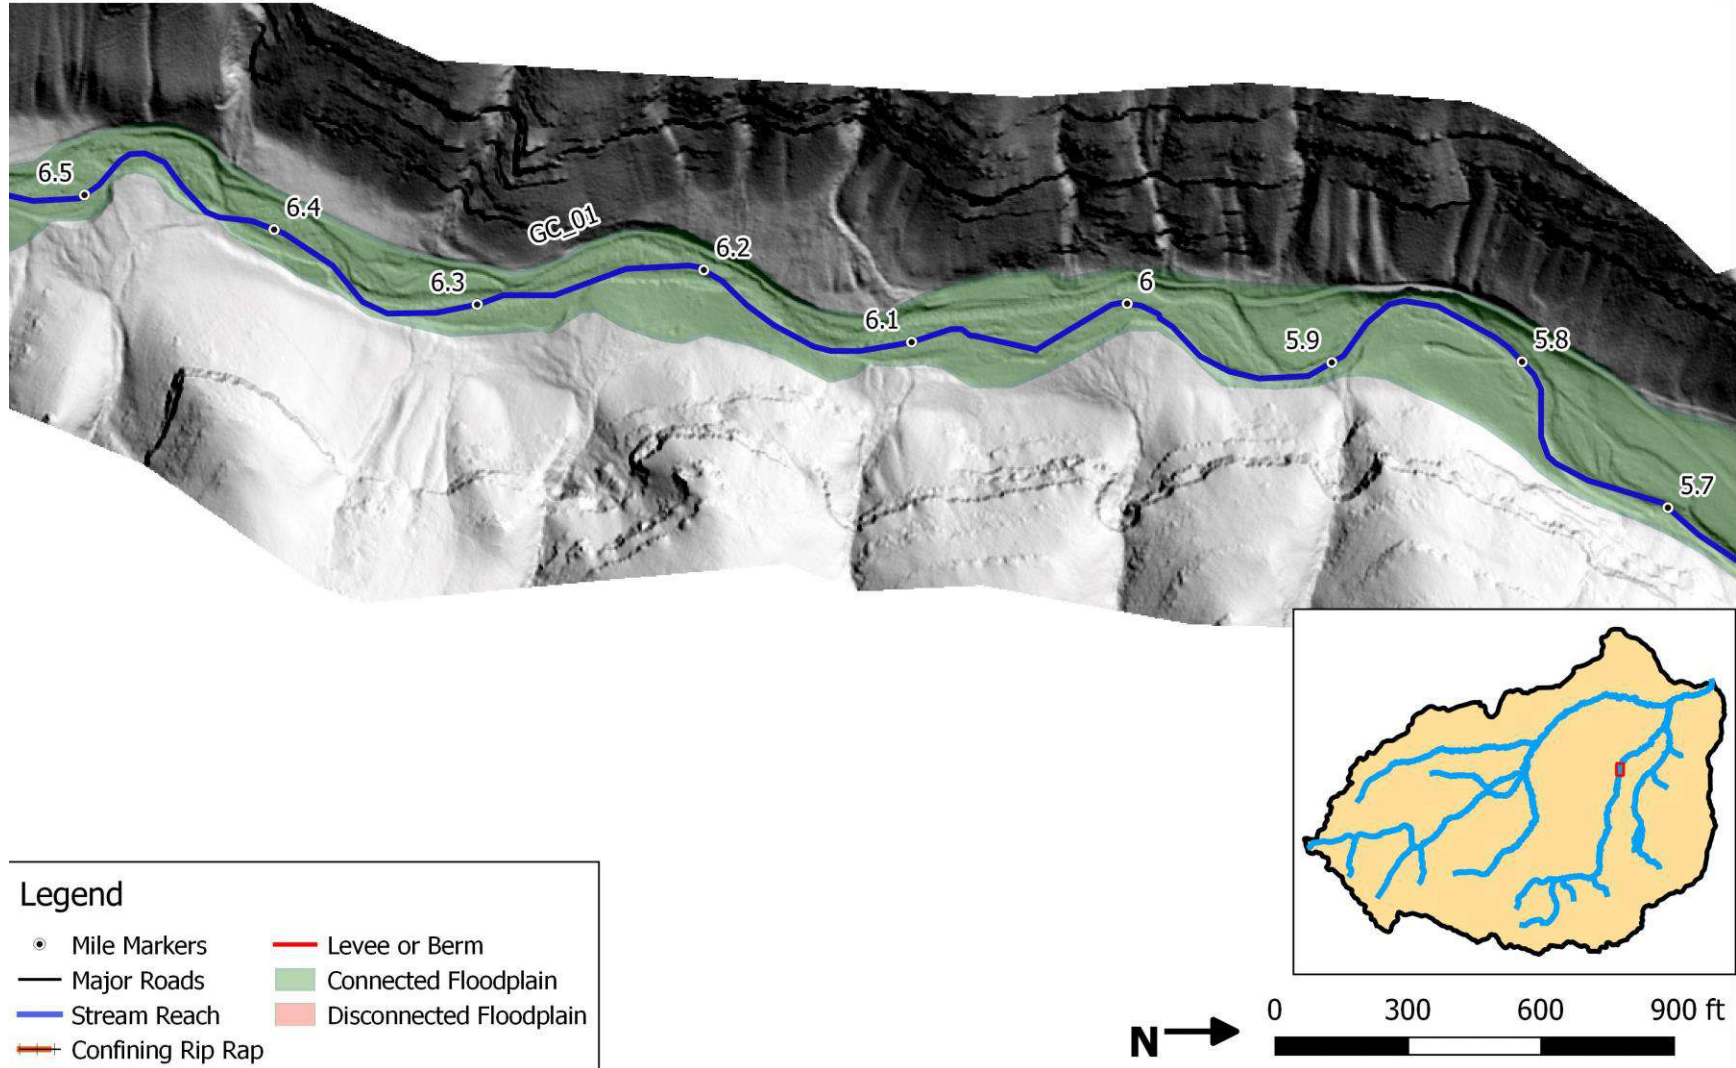 6.5
6.4
GC_01
6.3
6.2
6.1
6
5.9
5.8
5.7
Legend
Mile Markers
Major Roads
Stream Reach
Confining Rip Rap
Levee or Berm
Connected Floodplain
Disconnected Floodplain
N
0 300 600 900 ft